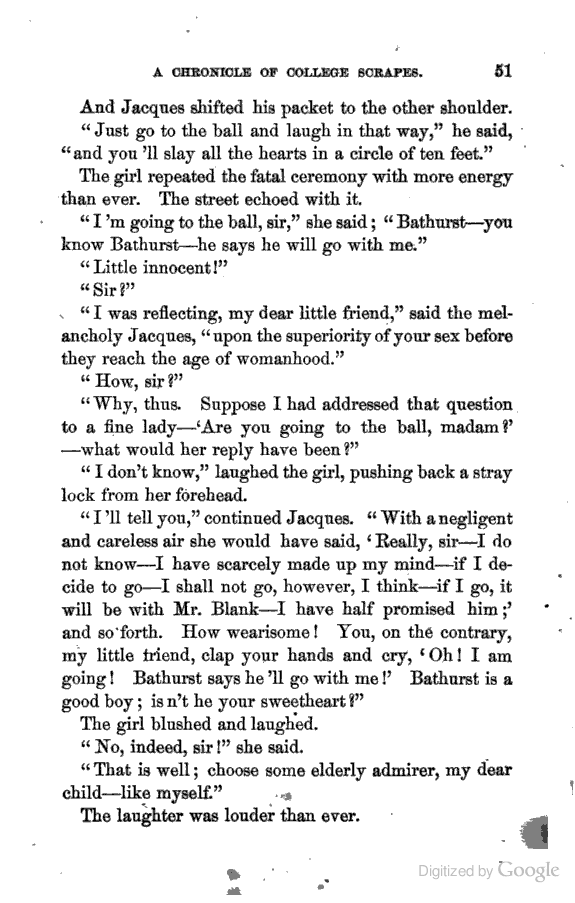 A CHRONICLE OF COLLEGE SCRAPES. 51
And Jacques shifted his packet to the other shoulder.
“Just go to the ball and laugh in that way,” he said,
“and you ’ll slay all the hearts in a circle of ten feet.”
The girl repeated the fatal ceremony with more energy
than ever. The street echoed with it.
“I ’m going to the ball, sir,” she said; “Bathurst—you
know Bathurst—he says he will go with me.”
“Little innocent!”
“Sir?”
“I was reflecting, my dear little friend,” said the mel-
ancholy Jacques, “upon the superiority of your sex before
they reach the age of womanhood.”
“How, sir?”
“Why, thus. Suppose I had addressed that question
to a fine lady—‘Are you going to the ball, madam?’
—what would her reply have been?”
“I don’t know,” laughed the girl, pushing back a stray
lock from her forehead.
“I ’ll tell you,” continued Jacques. “With a negligent
and careless air she would have said, ‘Really, sir—I do
not know—I have scarcely made up my mind—if I de-
cide to go—I shall not go, however, I think—if I go, it
will be with Mr. Blank—I have half promised him;’
and so forth. How wearisome! You, on the contrary,
my little friend, clap your hands and cry, ‘Oh! I am
going! Bathurst says he ’ll go with me!’ Bathurst is a
good boy; is n’t he your sweetheart?”
The girl blushed and laughed.
“No, indeed, sir!” she said.
“That is well; choose some elderly admirer, my dear
child—like myself.”
The laughter was louder than ever.
Digitized by Google